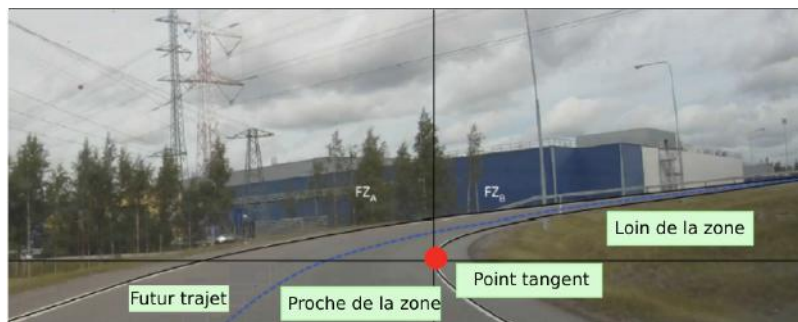 FZA
FZB
Loin de la zone
Point tangent
Futur trajet
Proche de la zone